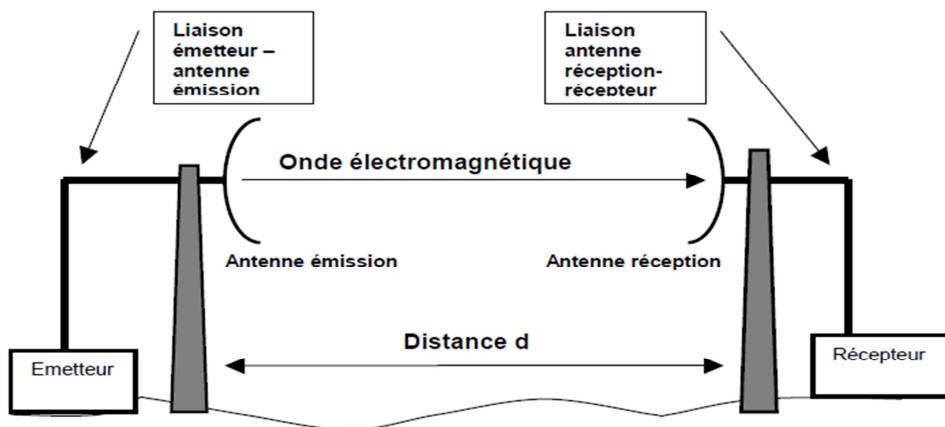 Liaison
émetteur –
antenne
émission
Liaison
antenne
réception-
récepteur
Onde électromagnétique
Antenne émission
Antenne réception
Distance d
Emetteur
Récepteur